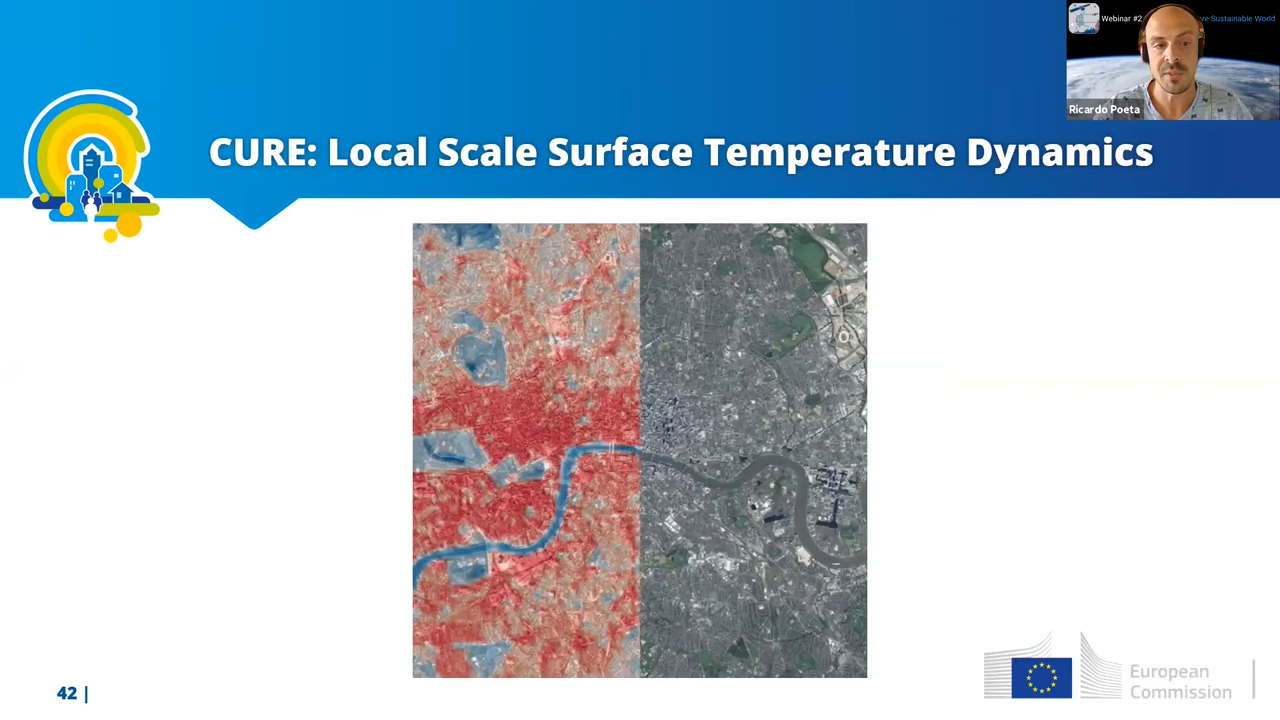 Webinar #2
re Sustainable World
Ricardo Poeta
CURE: Local Scale Surface Temperature Dynamics
42 |
European
Commission